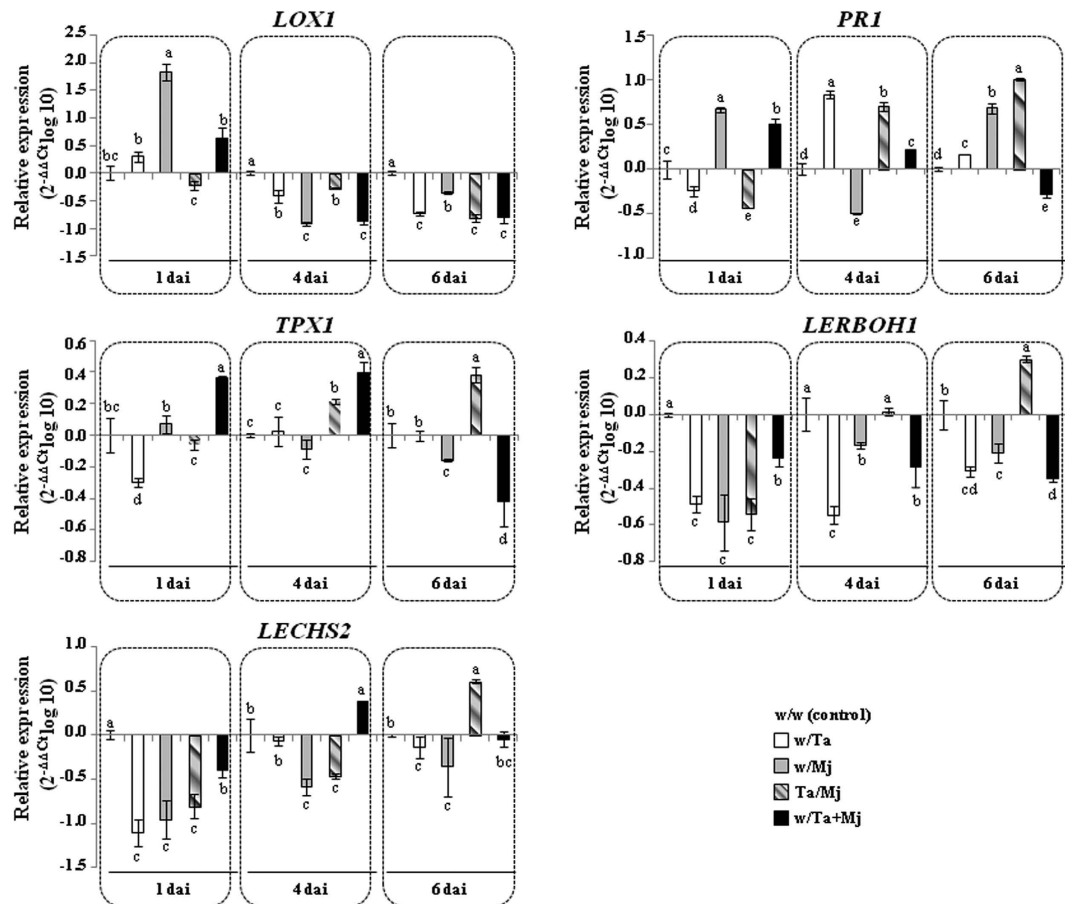 LOX1
Relative expression
(2^-ΔΔCt log 10)
2.5
2.0
1.5
1.0
0.5
0.0
-0.5
-1.0
-1.5
bc b a c b
a b c b c
a c b c c
1 dai 4 dai 6 dai
PR1
Relative expression
(2^-ΔΔCt log 10)
1.5
1.0
0.5
0.0
-0.5
-1.0
c d a e b
d a e b c
d c b a e
1 dai 4 dai 6 dai
TPX1
Relative expression
(2^-ΔΔCt log 10)
0.6
0.4
0.2
0.0
-0.2
-0.4
-0.6
-0.8
bc d b c a
c c c b a
b b c a d
1 dai 4 dai 6 dai
LERBOH1
Relative expression
(2^-ΔΔCt log 10)
0.4
0.2
0.0
-0.2
-0.4
-0.6
-0.8
a c c c b
a c b a b
b cd c a d
1 dai 4 dai 6 dai
LECHS2
Relative expression
(2^-ΔΔCt log 10)
1.0
0.5
0.0
-0.5
-1.0
-1.5
a c c c b
b b c c a
b c c a bc
1 dai 4 dai 6 dai
w/w (control)
w/Ta
w/Mj
Ta/Mj
w/Ta+Mj